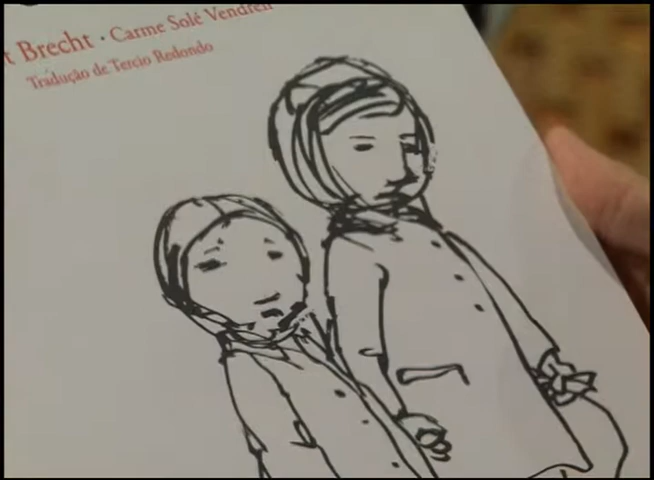 t Brecht · Carme Solé Vendrell
Tradução de Tercio Redondo